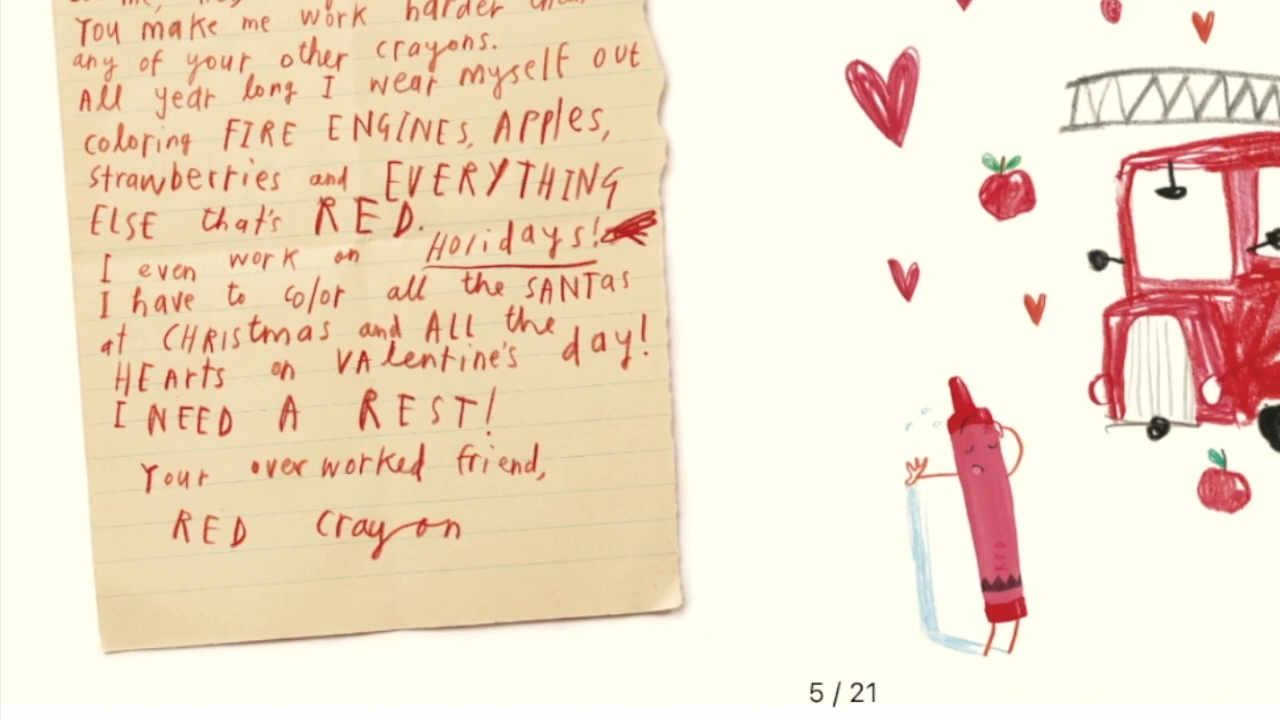 You make me work harder than
any of your other crayons.
All year long I wear myself out
coloring FIRE ENGINES, APPles,
strawberries and EVERYTHING
ELSE that's RED.
I even work on Holidays!
I have to color all the SANTas
at CHRIStmas and ALL the
HEArts on VAlentine's day!
I NEED A REST!
Your overworked friend,
RED Crayon
RED
5 / 21